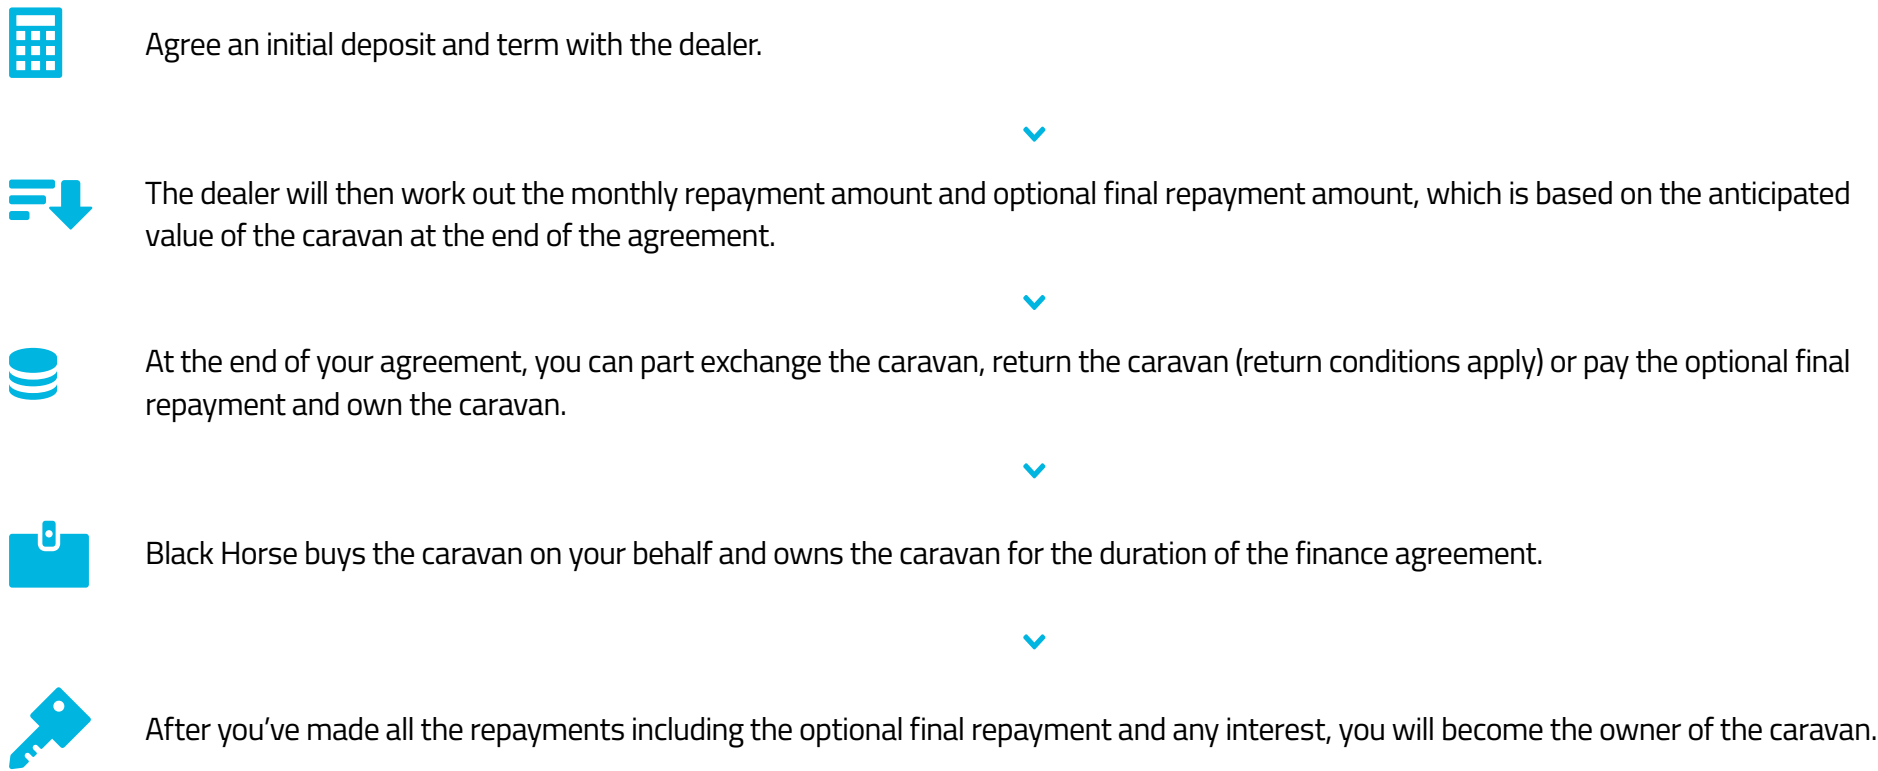 Agree an initial deposit and term with the dealer.
The dealer will then work out the monthly repayment amount and optional final repayment amount, which is based on the anticipated
value of the caravan at the end of the agreement.
At the end of your agreement, you can part exchange the caravan, return the caravan (return conditions apply) or pay the optional final
repayment and own the caravan.
Black Horse buys the caravan on your behalf and owns the caravan for the duration of the finance agreement.
After you’ve made all the repayments including the optional final repayment and any interest, you will become the owner of the caravan.